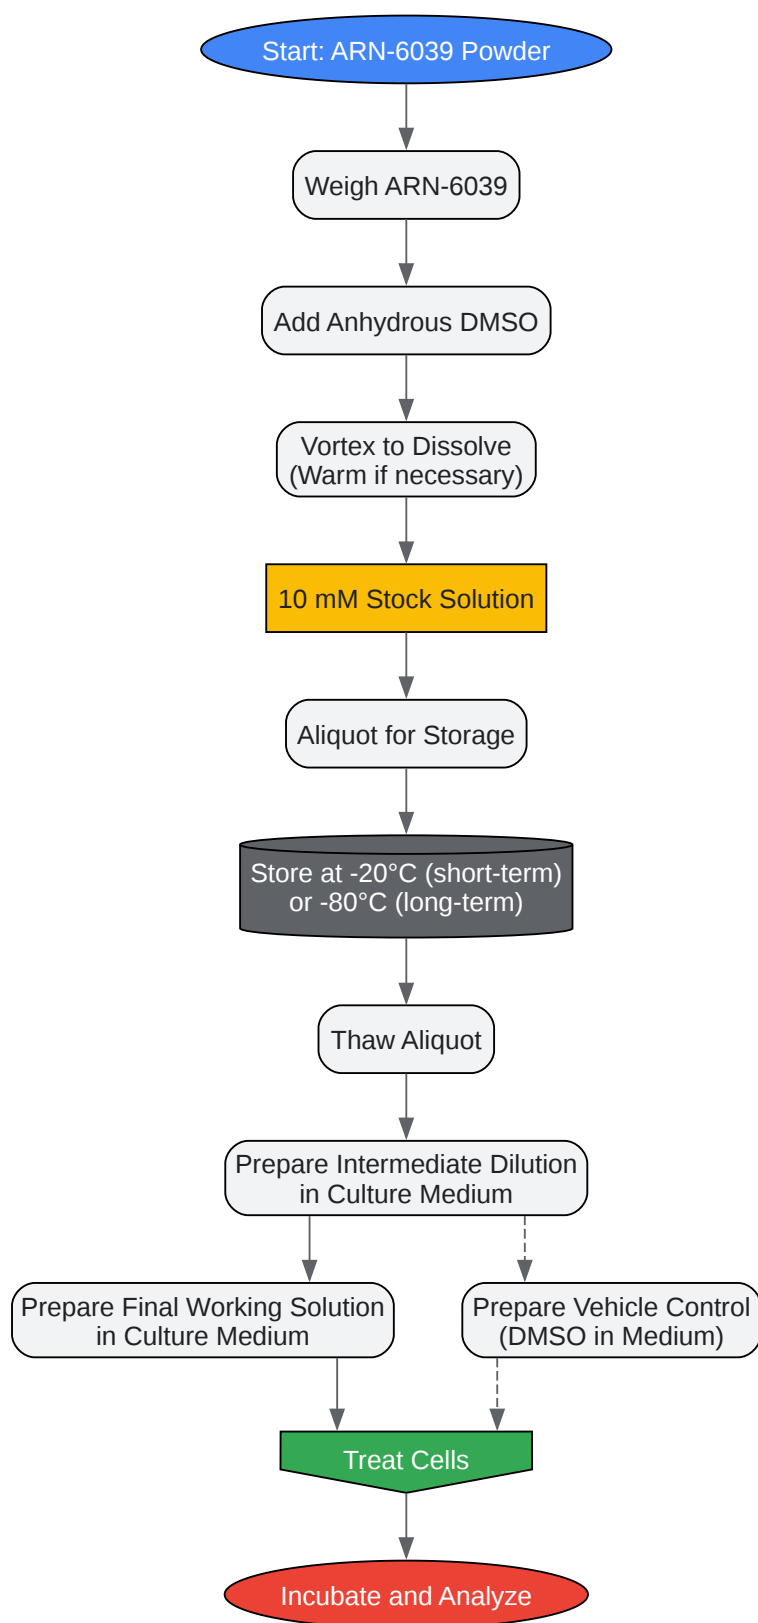 Start: ARN-6039 Powder
Weigh ARN-6039
Add Anhydrous DMSO
Vortex to Dissolve
(Warm if necessary)
10 mM Stock Solution
Aliquot for Storage
Store at -20°C (short-term)
or -80°C (long-term)
Thaw Aliquot
Prepare Intermediate Dilution
in Culture Medium
Prepare Final Working Solution
in Culture Medium
Prepare Vehicle Control
(DMSO in Medium)
Treat Cells
Incubate and Analyze